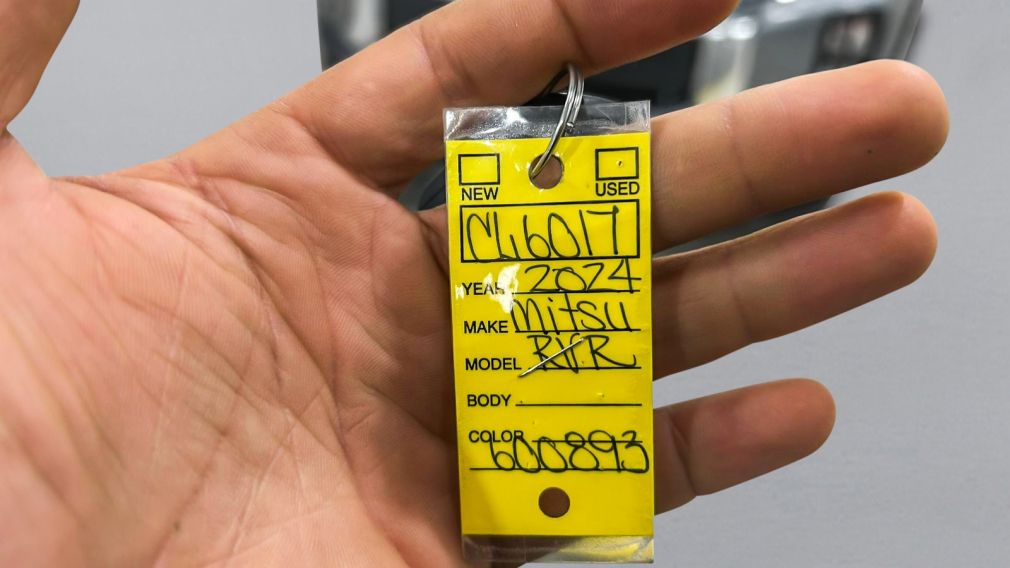 NEW USED
CL6017
YEAR 2024
MAKE mitsu
MODEL RVR
BODY
COLOR
600893